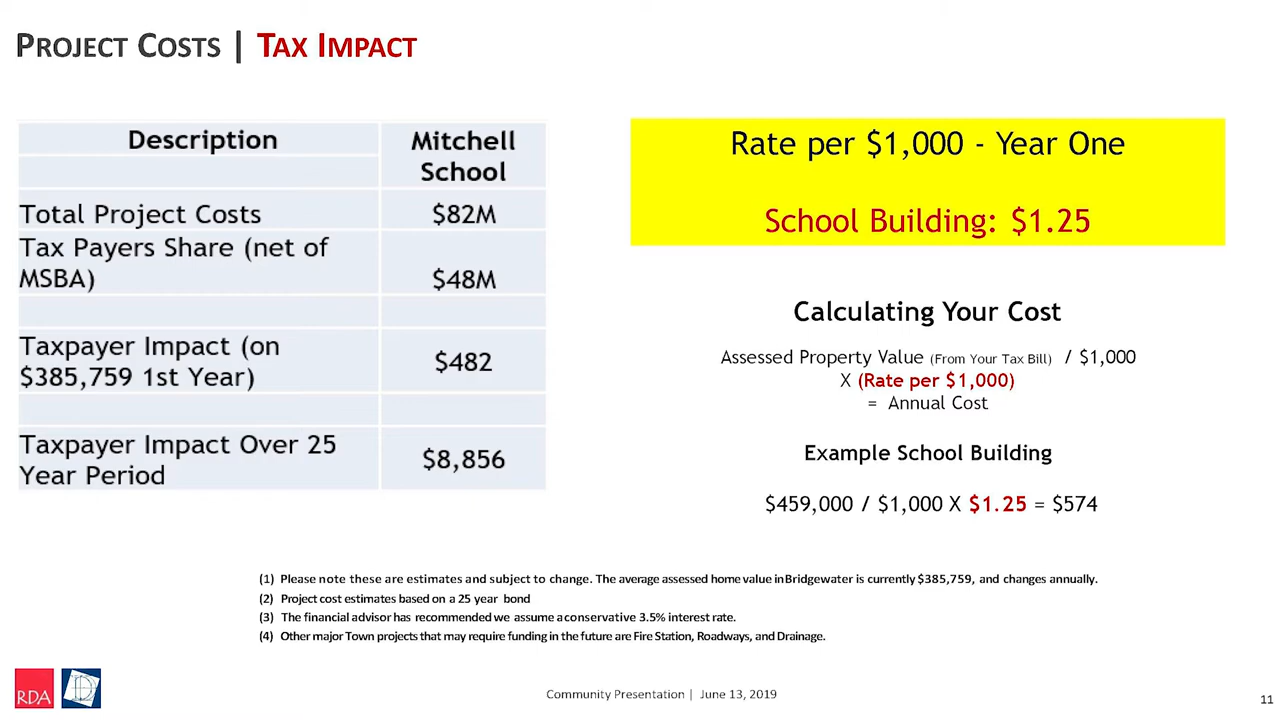 PROJECT COSTS | TAX IMPACT
Description
Mitchell
School
Total Project Costs
$82M
Tax Payers Share (net of
MSBA)
$48M
Taxpayer Impact (on
$385,759 1st Year)
$482
Taxpayer Impact Over 25
Year Period
$8,856
Rate per $1,000 - Year One
School Building: $1.25
Calculating Your Cost
Assessed Property Value (From Your Tax Bill) / $1,000
X (Rate per $1,000)
= Annual Cost
Example School Building
$459,000 / $1,000 X $1.25 = $574
(1) Please note these are estimates and subject to change. The average assessed home value in Bridgewater is currently $385,759, and changes annually.
(2) Project cost estimates based on a 25 year bond
(3) The financial advisor has recommended we assume a conservative 3.5% interest rate.
(4) Other major Town projects that may require funding in the future are Fire Station, Roadways, and Drainage.
RDA
Community Presentation | June 13, 2019
11